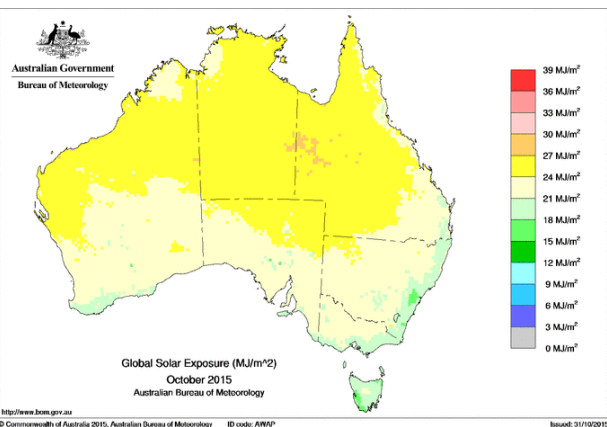 Australian Government
Bureau of Meteorology
39 MJ/m²
36 MJ/m²
33 MJ/m²
30 MJ/m²
27 MJ/m²
24 MJ/m²
21 MJ/m²
18 MJ/m²
15 MJ/m²
12 MJ/m²
9 MJ/m²
6 MJ/m²
3 MJ/m²
0 MJ/m²
Global Solar Exposure (MJ/m^2)
October 2015
Australian Bureau of Meteorology
http://www.bom.gov.au
© Commonwealth of Australia 2015, Australian Bureau of Meteorology ID code: AWAP Issued: 31/10/2015